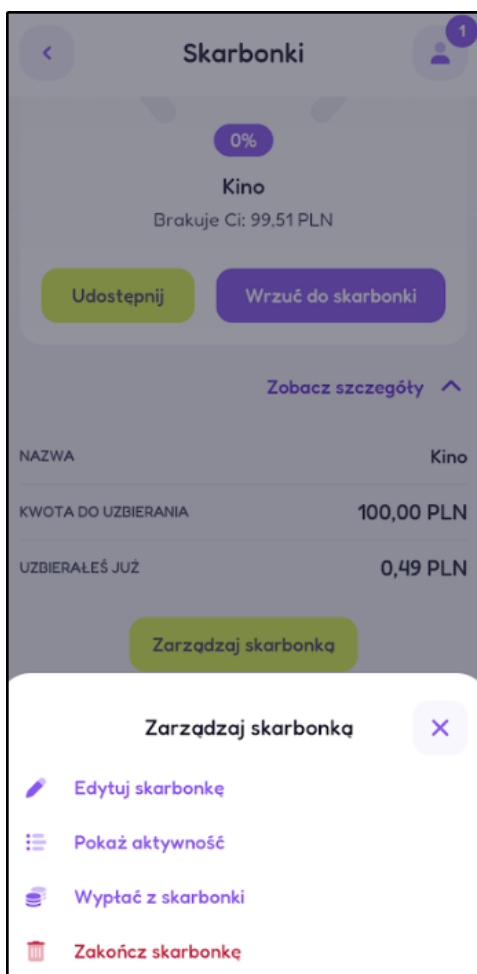 Skarbonki
1
0%
Kino
Brakuje Ci: 99,51 PLN
Udostępnij
Wrzuć do skarbonki
Zobacz szczegóły
NAZWA Kino
KWOTA DO UZBIERANIA 100,00 PLN
UZBIERAŁEŚ JUŻ 0,49 PLN
Zarządzaj skarbonką
Zarządzaj skarbonką
Edytuj skarbonkę
Pokaż aktywność
Wypłać z skarbonki
Zakończ skarbonkę